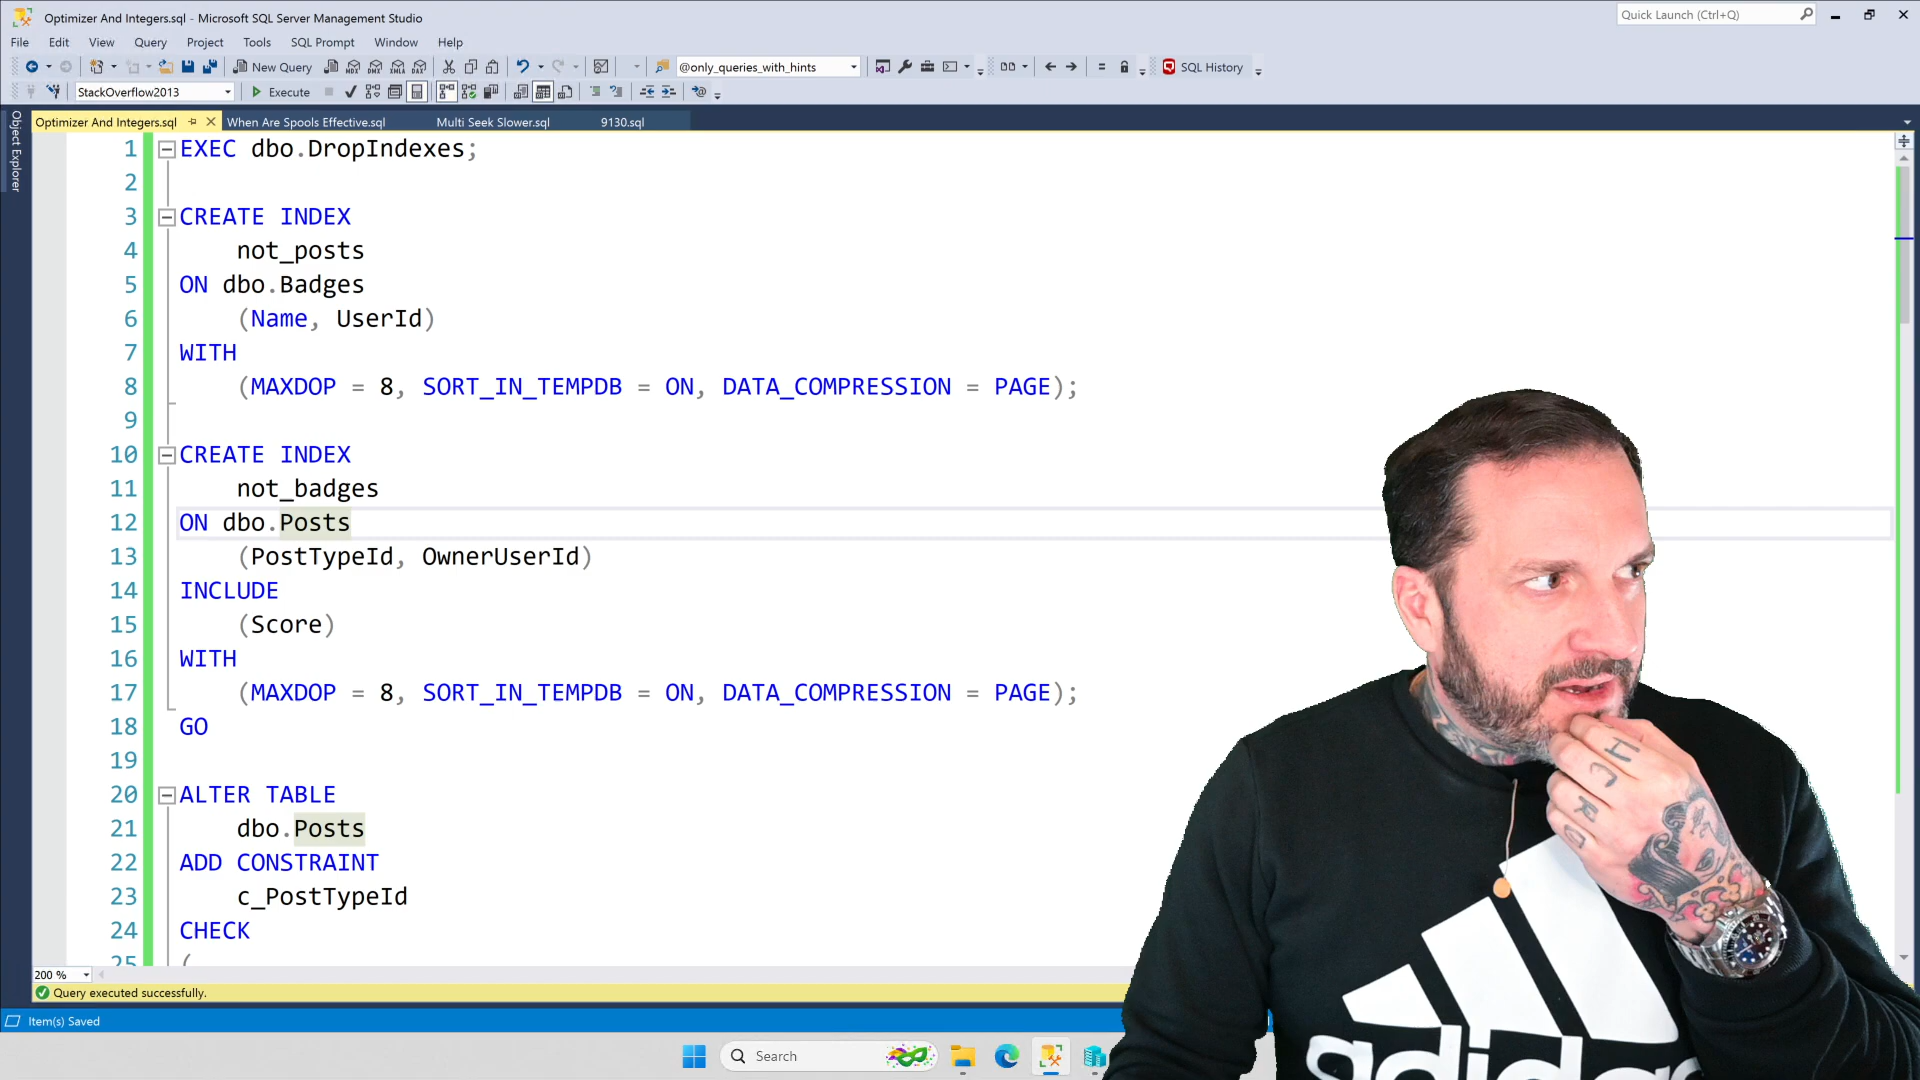 Optimizer And Integers.sql - Microsoft SQL Server Management Studio
Quick Launch (Ctrl+Q)
File Edit View Query Project Tools SQL Prompt Window Help
New Query
@only_queries_with_hints
SQL History
StackOverflow2013
Execute
Object Explorer
Optimizer And Integers.sql When Are Spools Effective.sql Multi Seek Slower.sql 9130.sql
1 EXEC dbo.DropIndexes;
2
3 CREATE INDEX
4 not_posts
5 ON dbo.Badges
6 (Name, UserId)
7 WITH
8 (MAXDOP = 8, SORT_IN_TEMPDB = ON, DATA_COMPRESSION = PAGE);
9
10 CREATE INDEX
11 not_badges
12 ON dbo.Posts
13 (PostTypeId, OwnerUserId)
14 INCLUDE
15 (Score)
16 WITH
17 (MAXDOP = 8, SORT_IN_TEMPDB = ON, DATA_COMPRESSION = PAGE);
18 GO
19
20 ALTER TABLE
21 dbo.Posts
22 ADD CONSTRAINT
23 c_PostTypeId
24 CHECK
25 (
200 %
Query executed successfully.
Item(s) Saved
Search
adidas